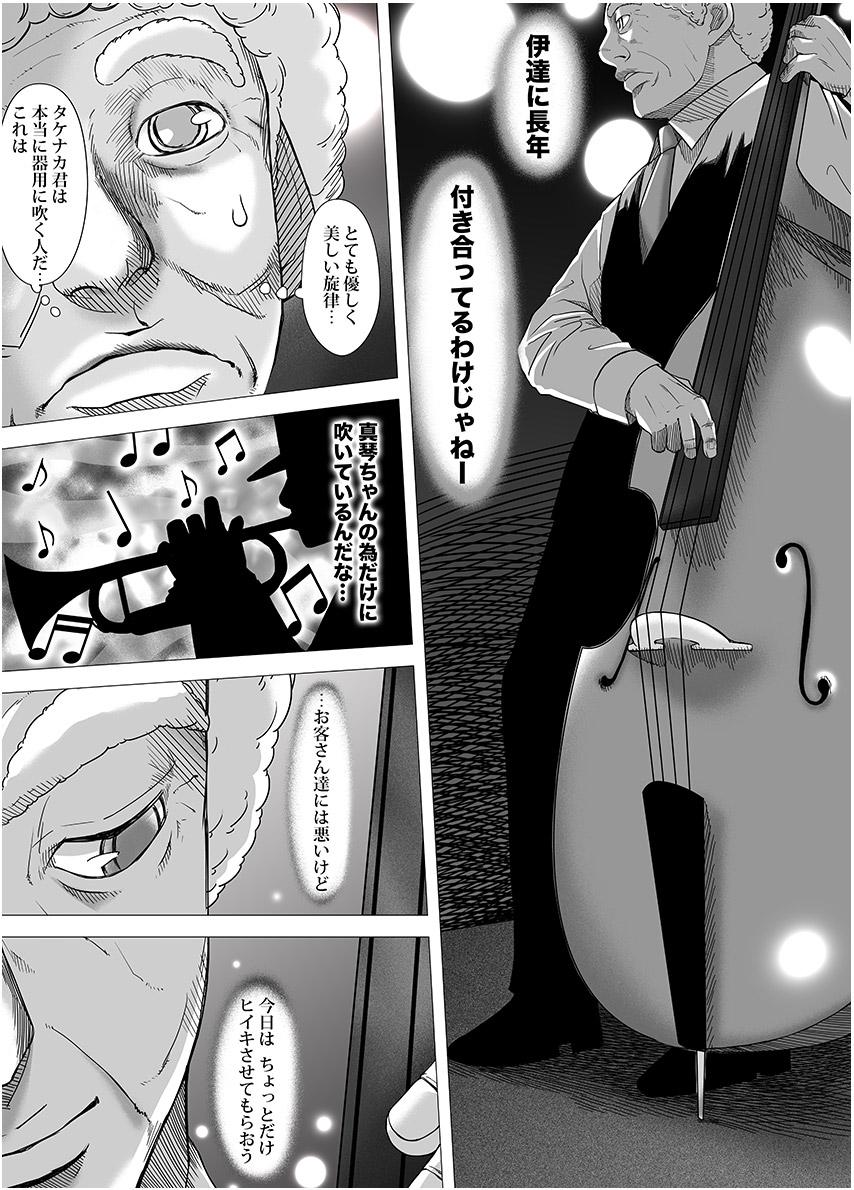 伊達に長年
付き合ってるわけじゃねー
とても優しく
美しい旋律…
タケナカ君は
本当に器用に吹く人だ…
これは
真琴ちゃんの為だけに
吹いているんだな…
…お客さん達には悪いけど
今日は ちょっとだけ
ヒイキさせてもらおう